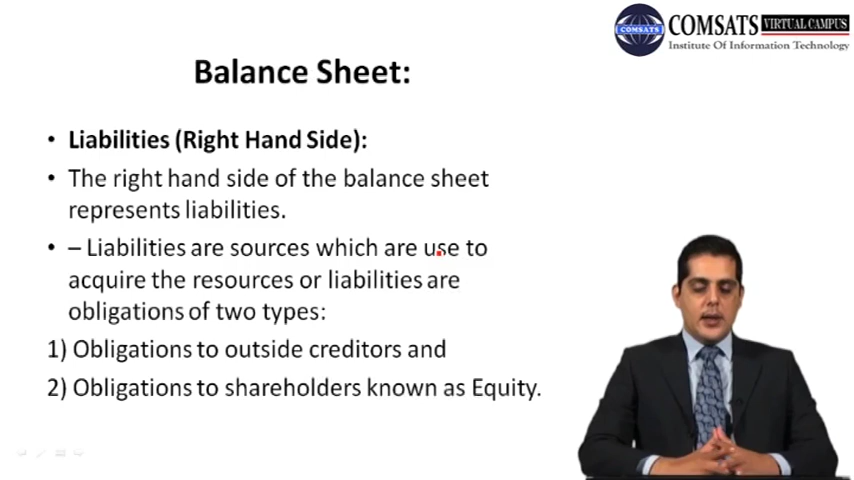 COMSATS
COMSATS VIRTUAL CAMPUS
Institute Of Information Technology
Balance Sheet:
• Liabilities (Right Hand Side):
• The right hand side of the balance sheet
represents liabilities.
• – Liabilities are sources which are use to
acquire the resources or liabilities are
obligations of two types:
1) Obligations to outside creditors and
2) Obligations to shareholders known as Equity.